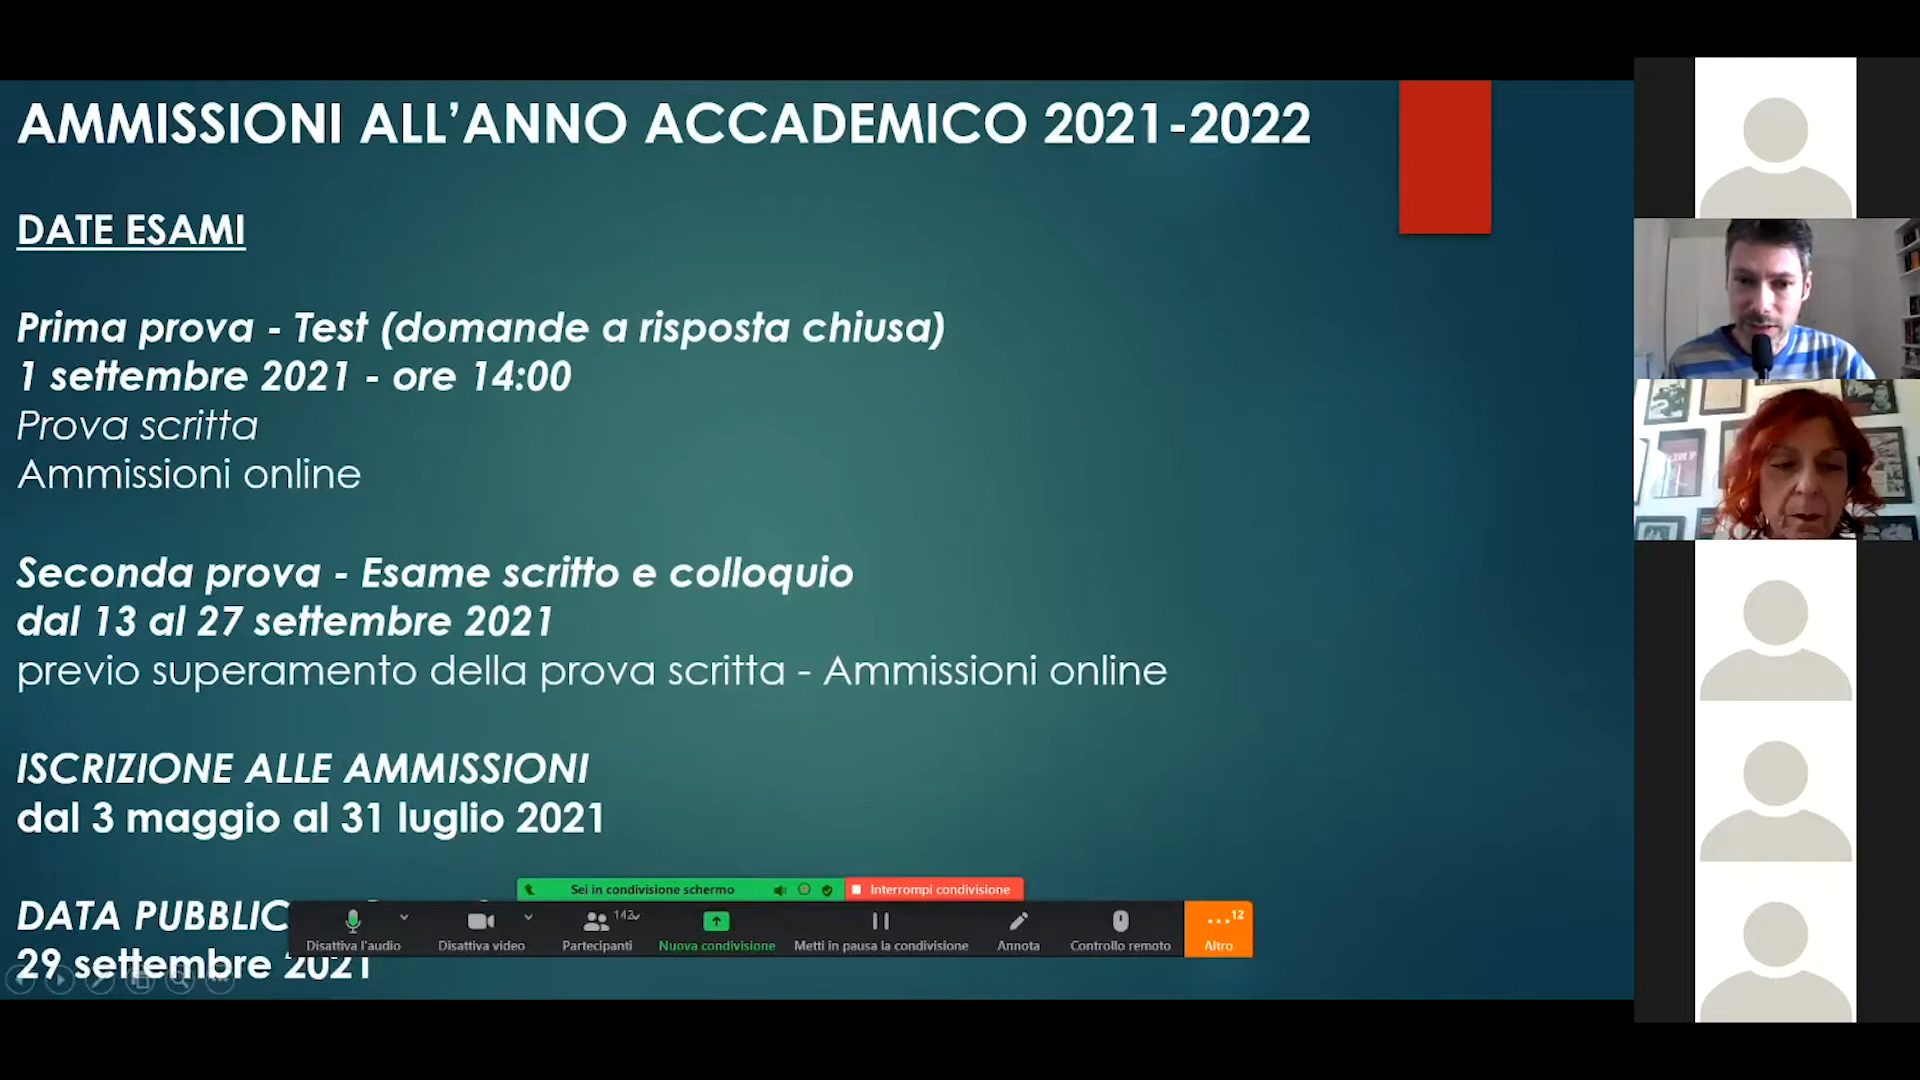 AMMISSIONI ALL’ANNO ACCADEMICO 2021-2022
DATE ESAMI
Prima prova - Test (domande a risposta chiusa)
1 settembre 2021 - ore 14:00
Prova scritta
Ammissioni online
Seconda prova - Esame scritto e colloquio
dal 13 al 27 settembre 2021
previo superamento della prova scritta - Ammissioni online
ISCRIZIONE ALLE AMMISSIONI
dal 3 maggio al 31 luglio 2021
Sei in condivisione schermo
Interrompi condivisione
DATA
29 settembre 2021
143
12
Disattiva l'audio
Disattiva video
Partecipanti
Nuova condivisione
Metti in pausa la condivisione
Annota
Controllo remoto
Altro